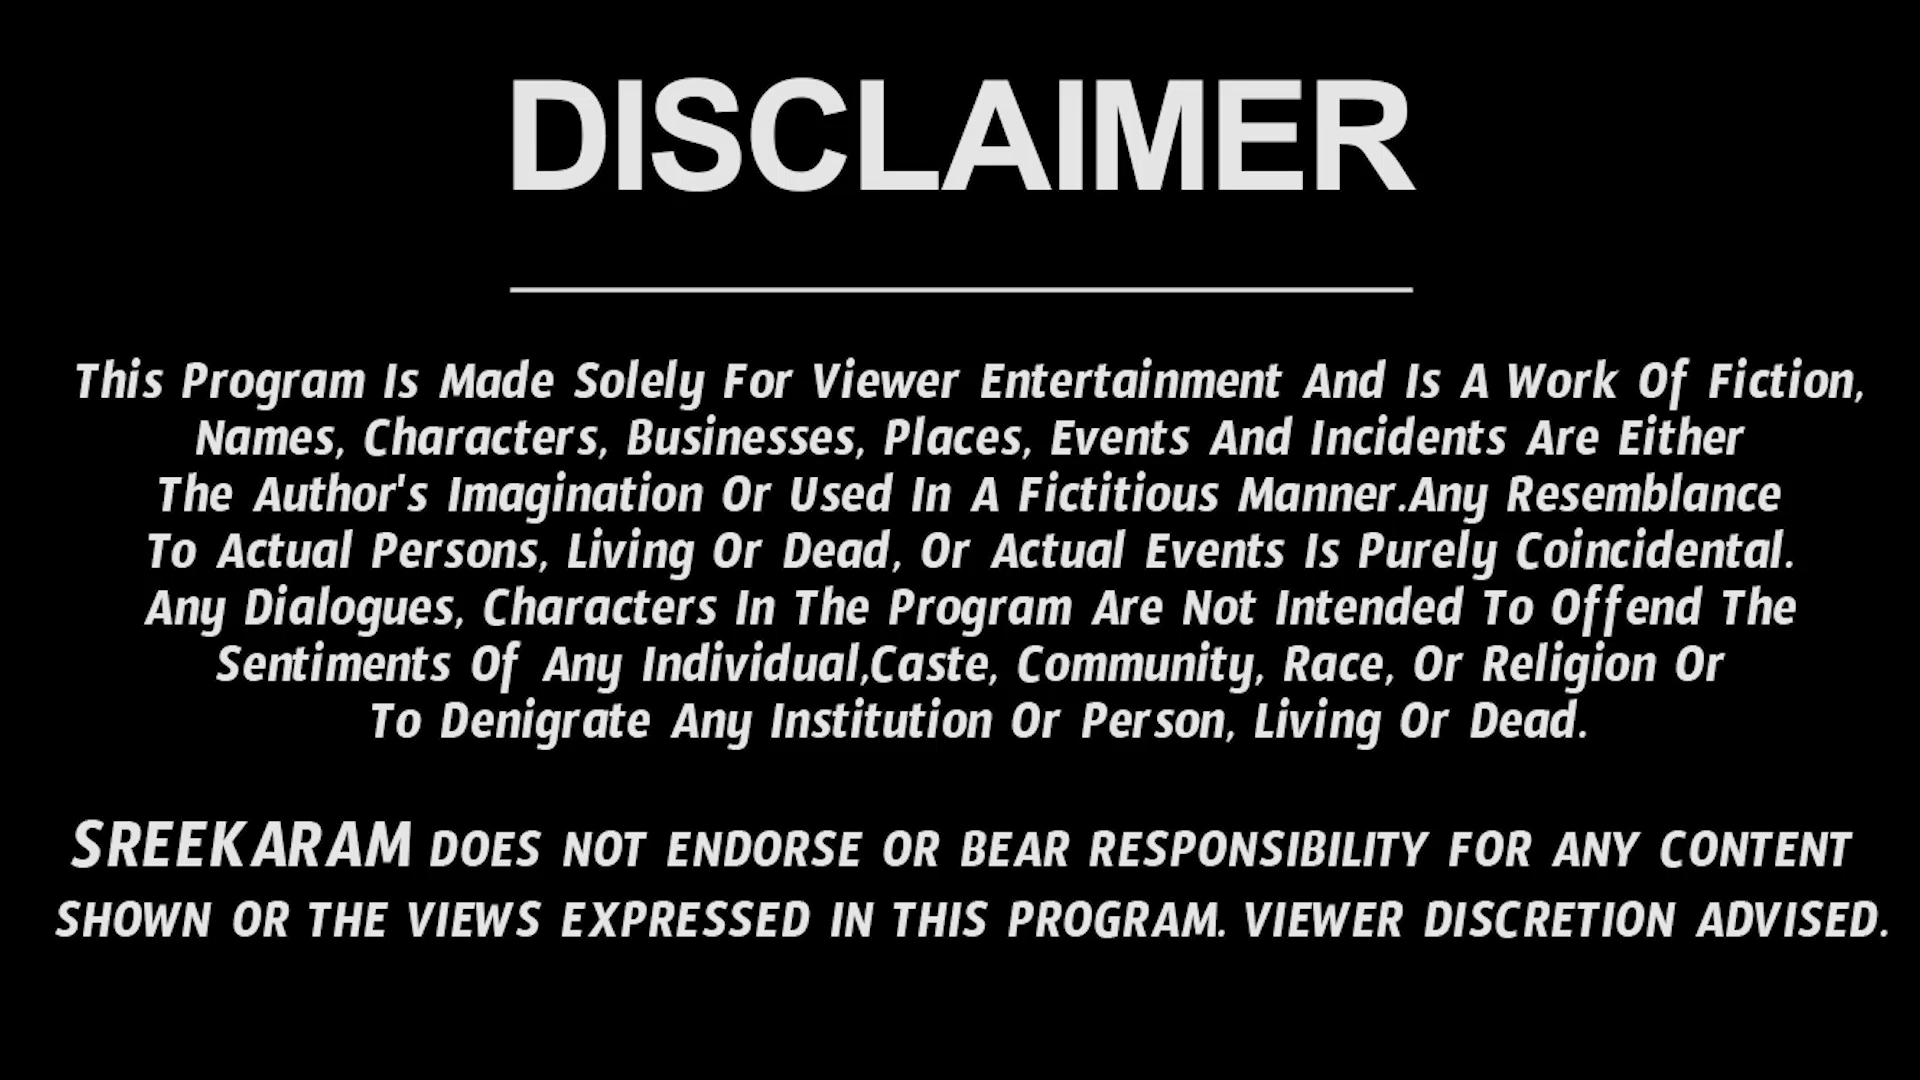 DISCLAIMER
This Program Is Made Solely For Viewer Entertainment And Is A Work Of Fiction,
Names, Characters, Businesses, Places, Events And Incidents Are Either
The Author's Imagination Or Used In A Fictitious Manner.Any Resemblance
To Actual Persons, Living Or Dead, Or Actual Events Is Purely Coincidental.
Any Dialogues, Characters In The Program Are Not Intended To Offend The
Sentiments Of Any Individual,Caste, Community, Race, Or Religion Or
To Denigrate Any Institution Or Person, Living Or Dead.
SREEKARAM DOES NOT ENDORSE OR BEAR RESPONSIBILITY FOR ANY CONTENT
SHOWN OR THE VIEWS EXPRESSED IN THIS PROGRAM. VIEWER DISCRETION ADVISED.